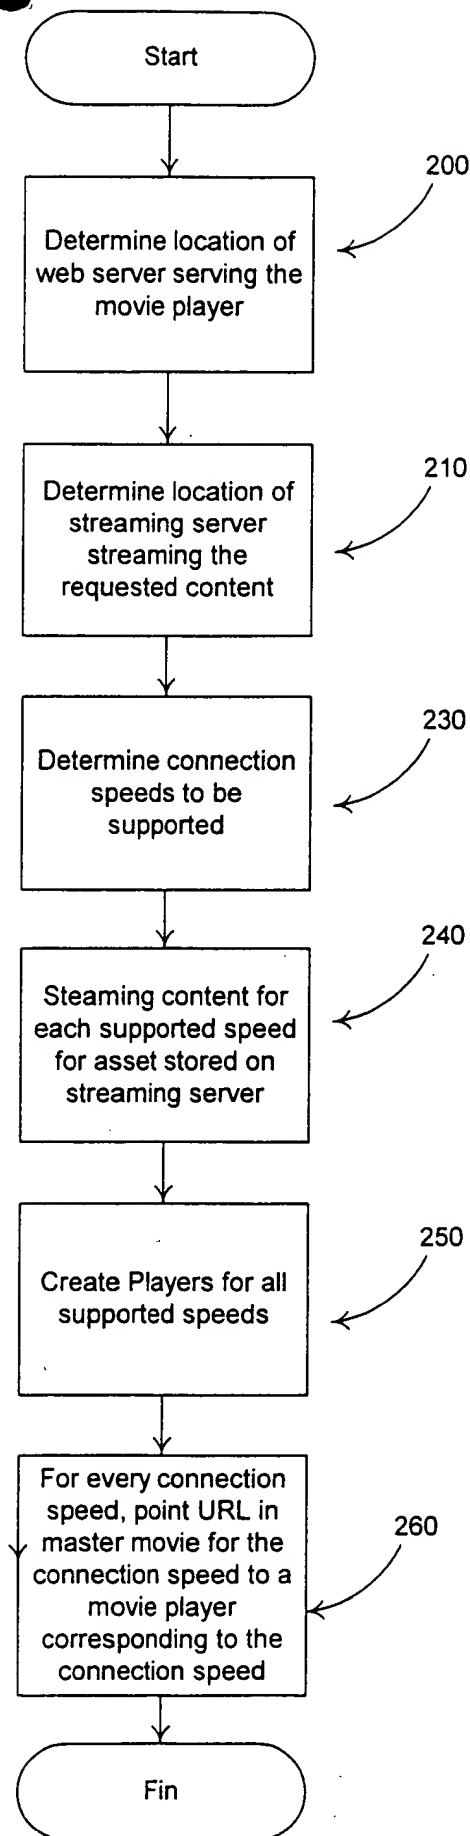 Start
200
Determine location of
web server serving the
movie player
210
Determine location of
streaming server
streaming the
requested content
230
Determine connection
speeds to be
supported
240
Steaming content for
each supported speed
for asset stored on
streaming server
250
Create Players for all
supported speeds
260
For every connection
speed, point URL in
master movie for the
connection speed to a
movie player
corresponding to the
connection speed
Fin